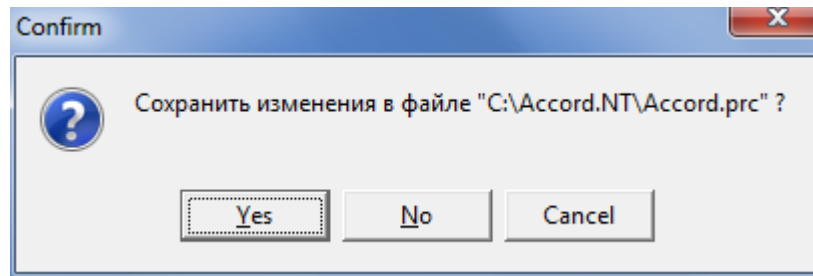 Confirm
Сохранить изменения в файле "C:\Accord.NT\Accord.prc" ?
Yes
No
Cancel